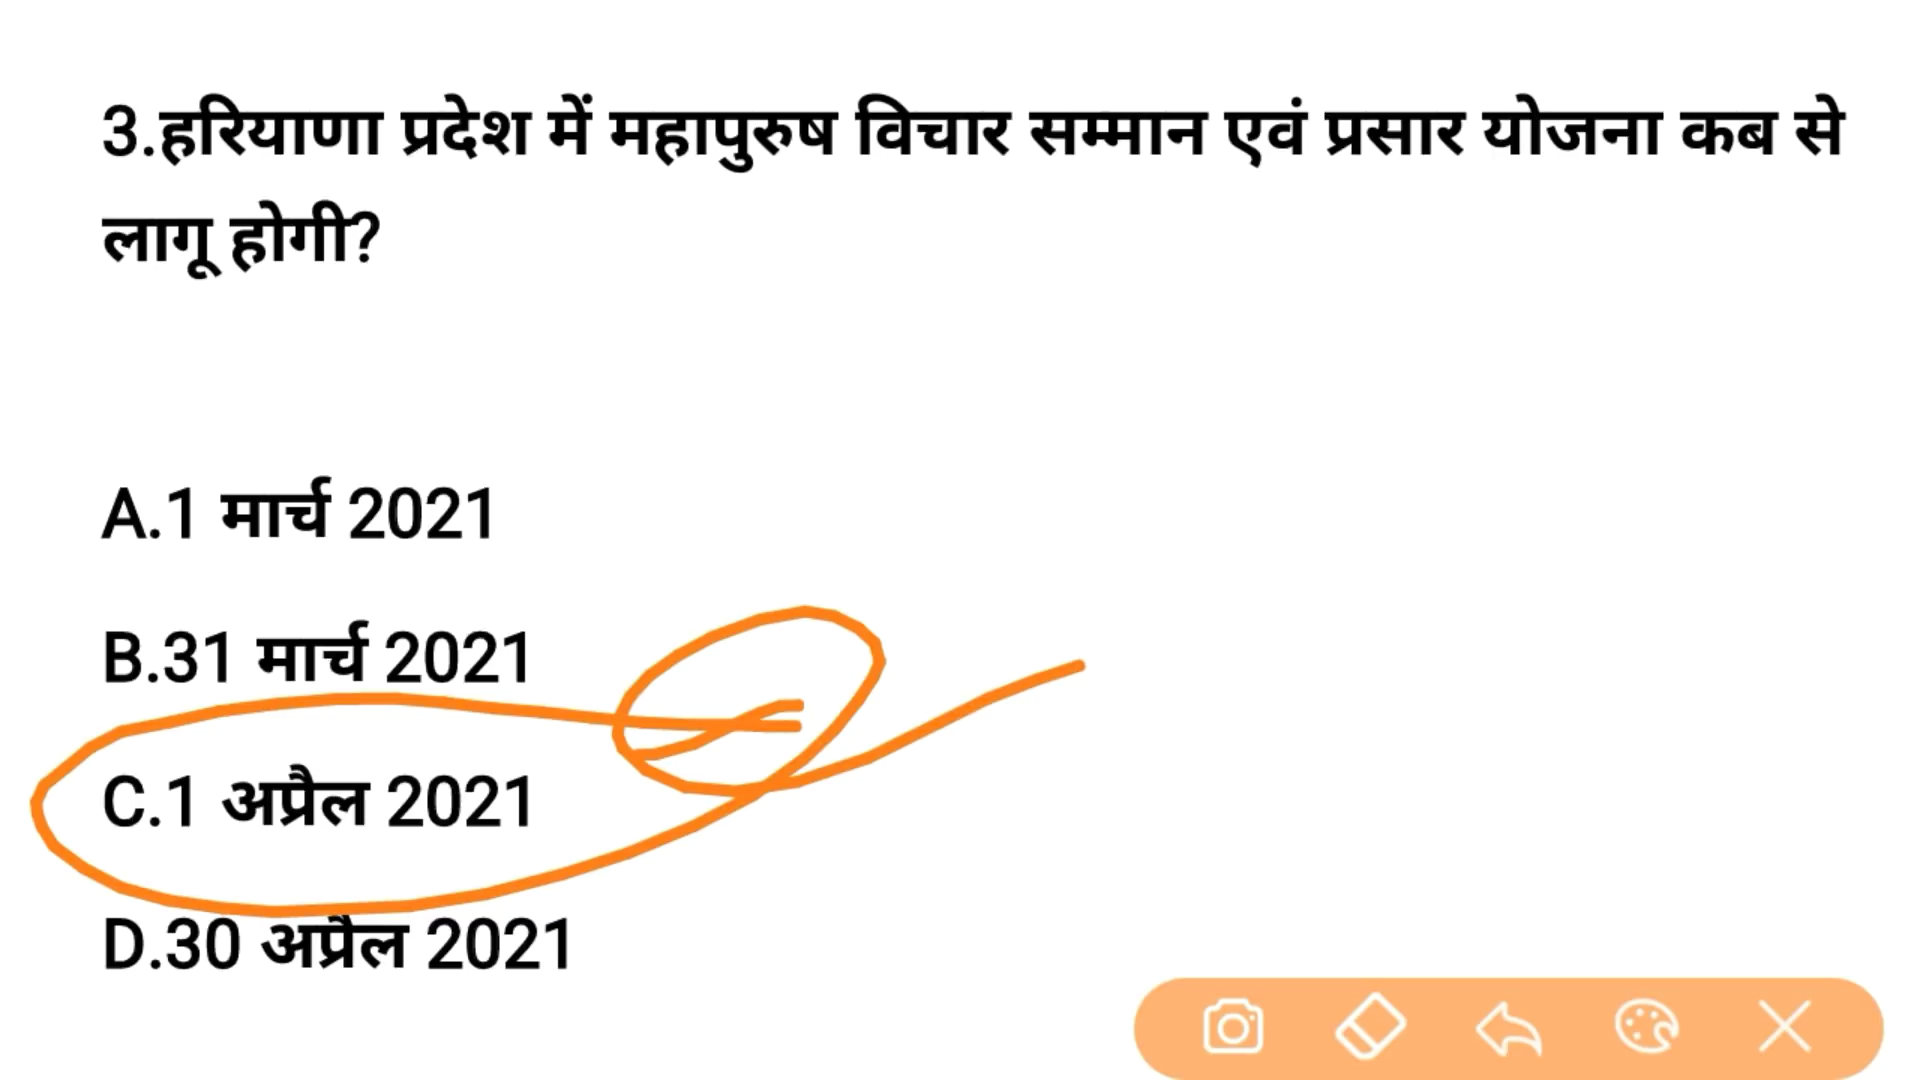 3.हरियाणा प्रदेश में महापुरुष विचार सम्मान एवं प्रसार योजना कब से
लागू होगी?
A.1 मार्च 2021
B.31 मार्च 2021
C.1 अप्रैल 2021
D.30 अप्रैल 2021